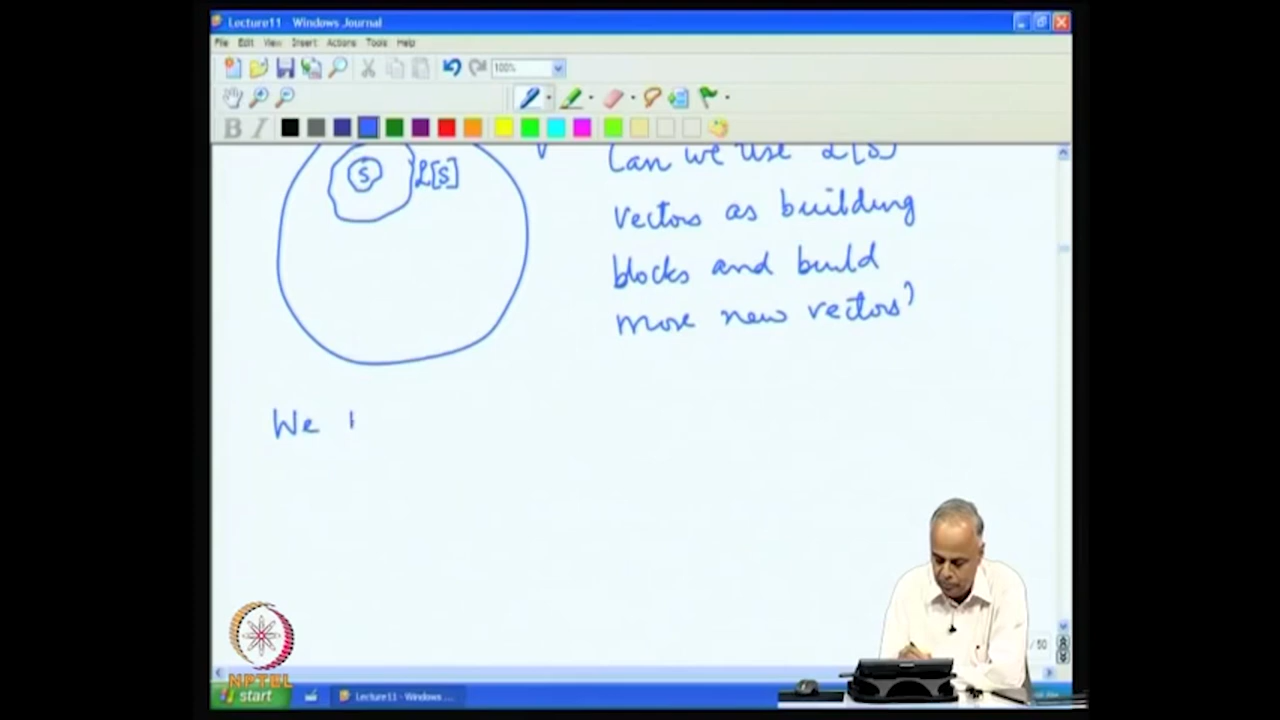 Lecture11 - Windows Journal
File Edit View Insert Actions Tools Help
100%
B I
S L[S] V
Can we use L[S]
vectors as building
blocks and build
more new vectors?
We
/ 50
NPTEL
start Lecture11 - Windows ...